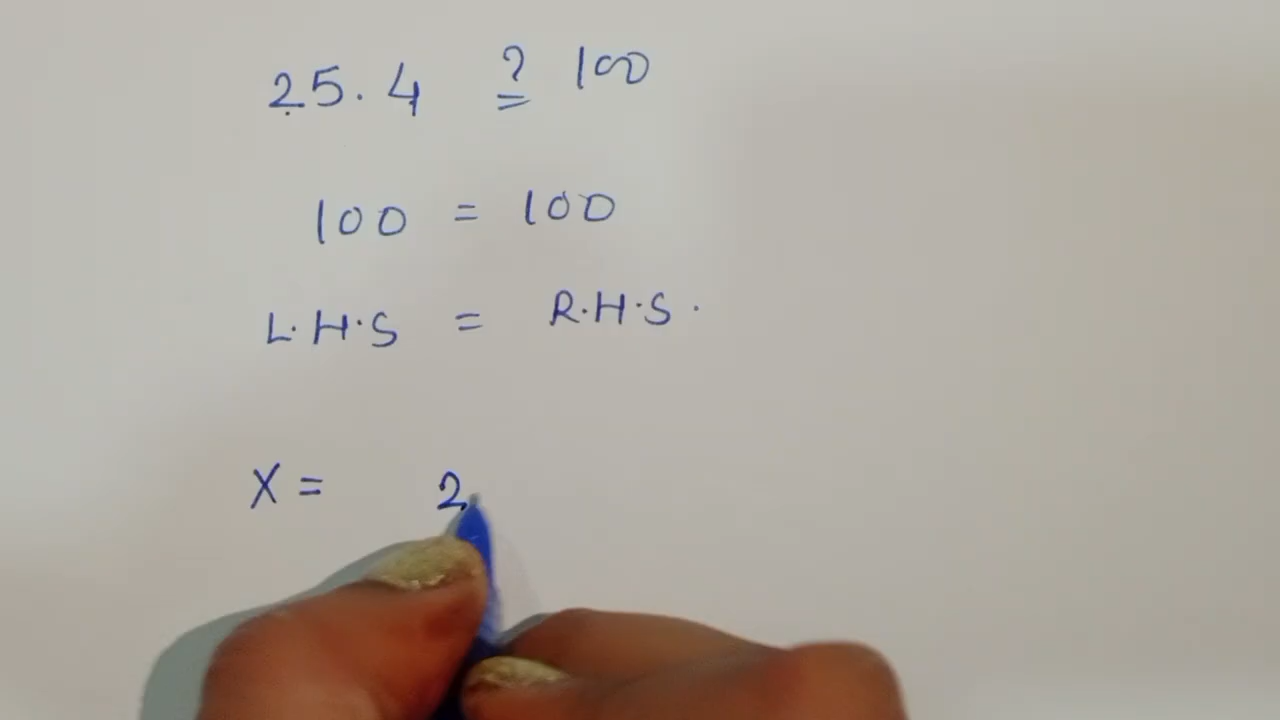 25.4 ≟ 100
100 = 100
L.H.S = R.H.S.
X = 2